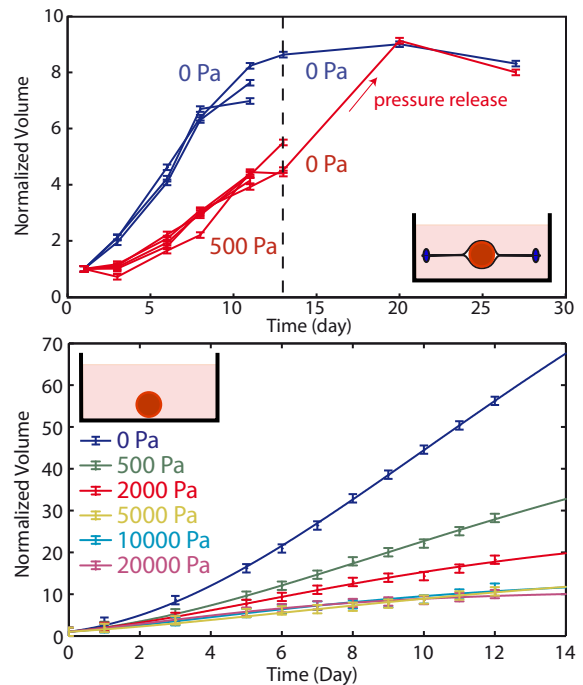 10
8
6
4
2
0
Normalized Volume
0 Pa
0 Pa
pressure release
0 Pa
500 Pa
0 5 10 15 20 25 30
Time (day)
70
60
50
40
30
20
10
0
Normalized Volume
0 Pa
500 Pa
2000 Pa
5000 Pa
10000 Pa
20000 Pa
0 2 4 6 8 10 12 14
Time (Day)